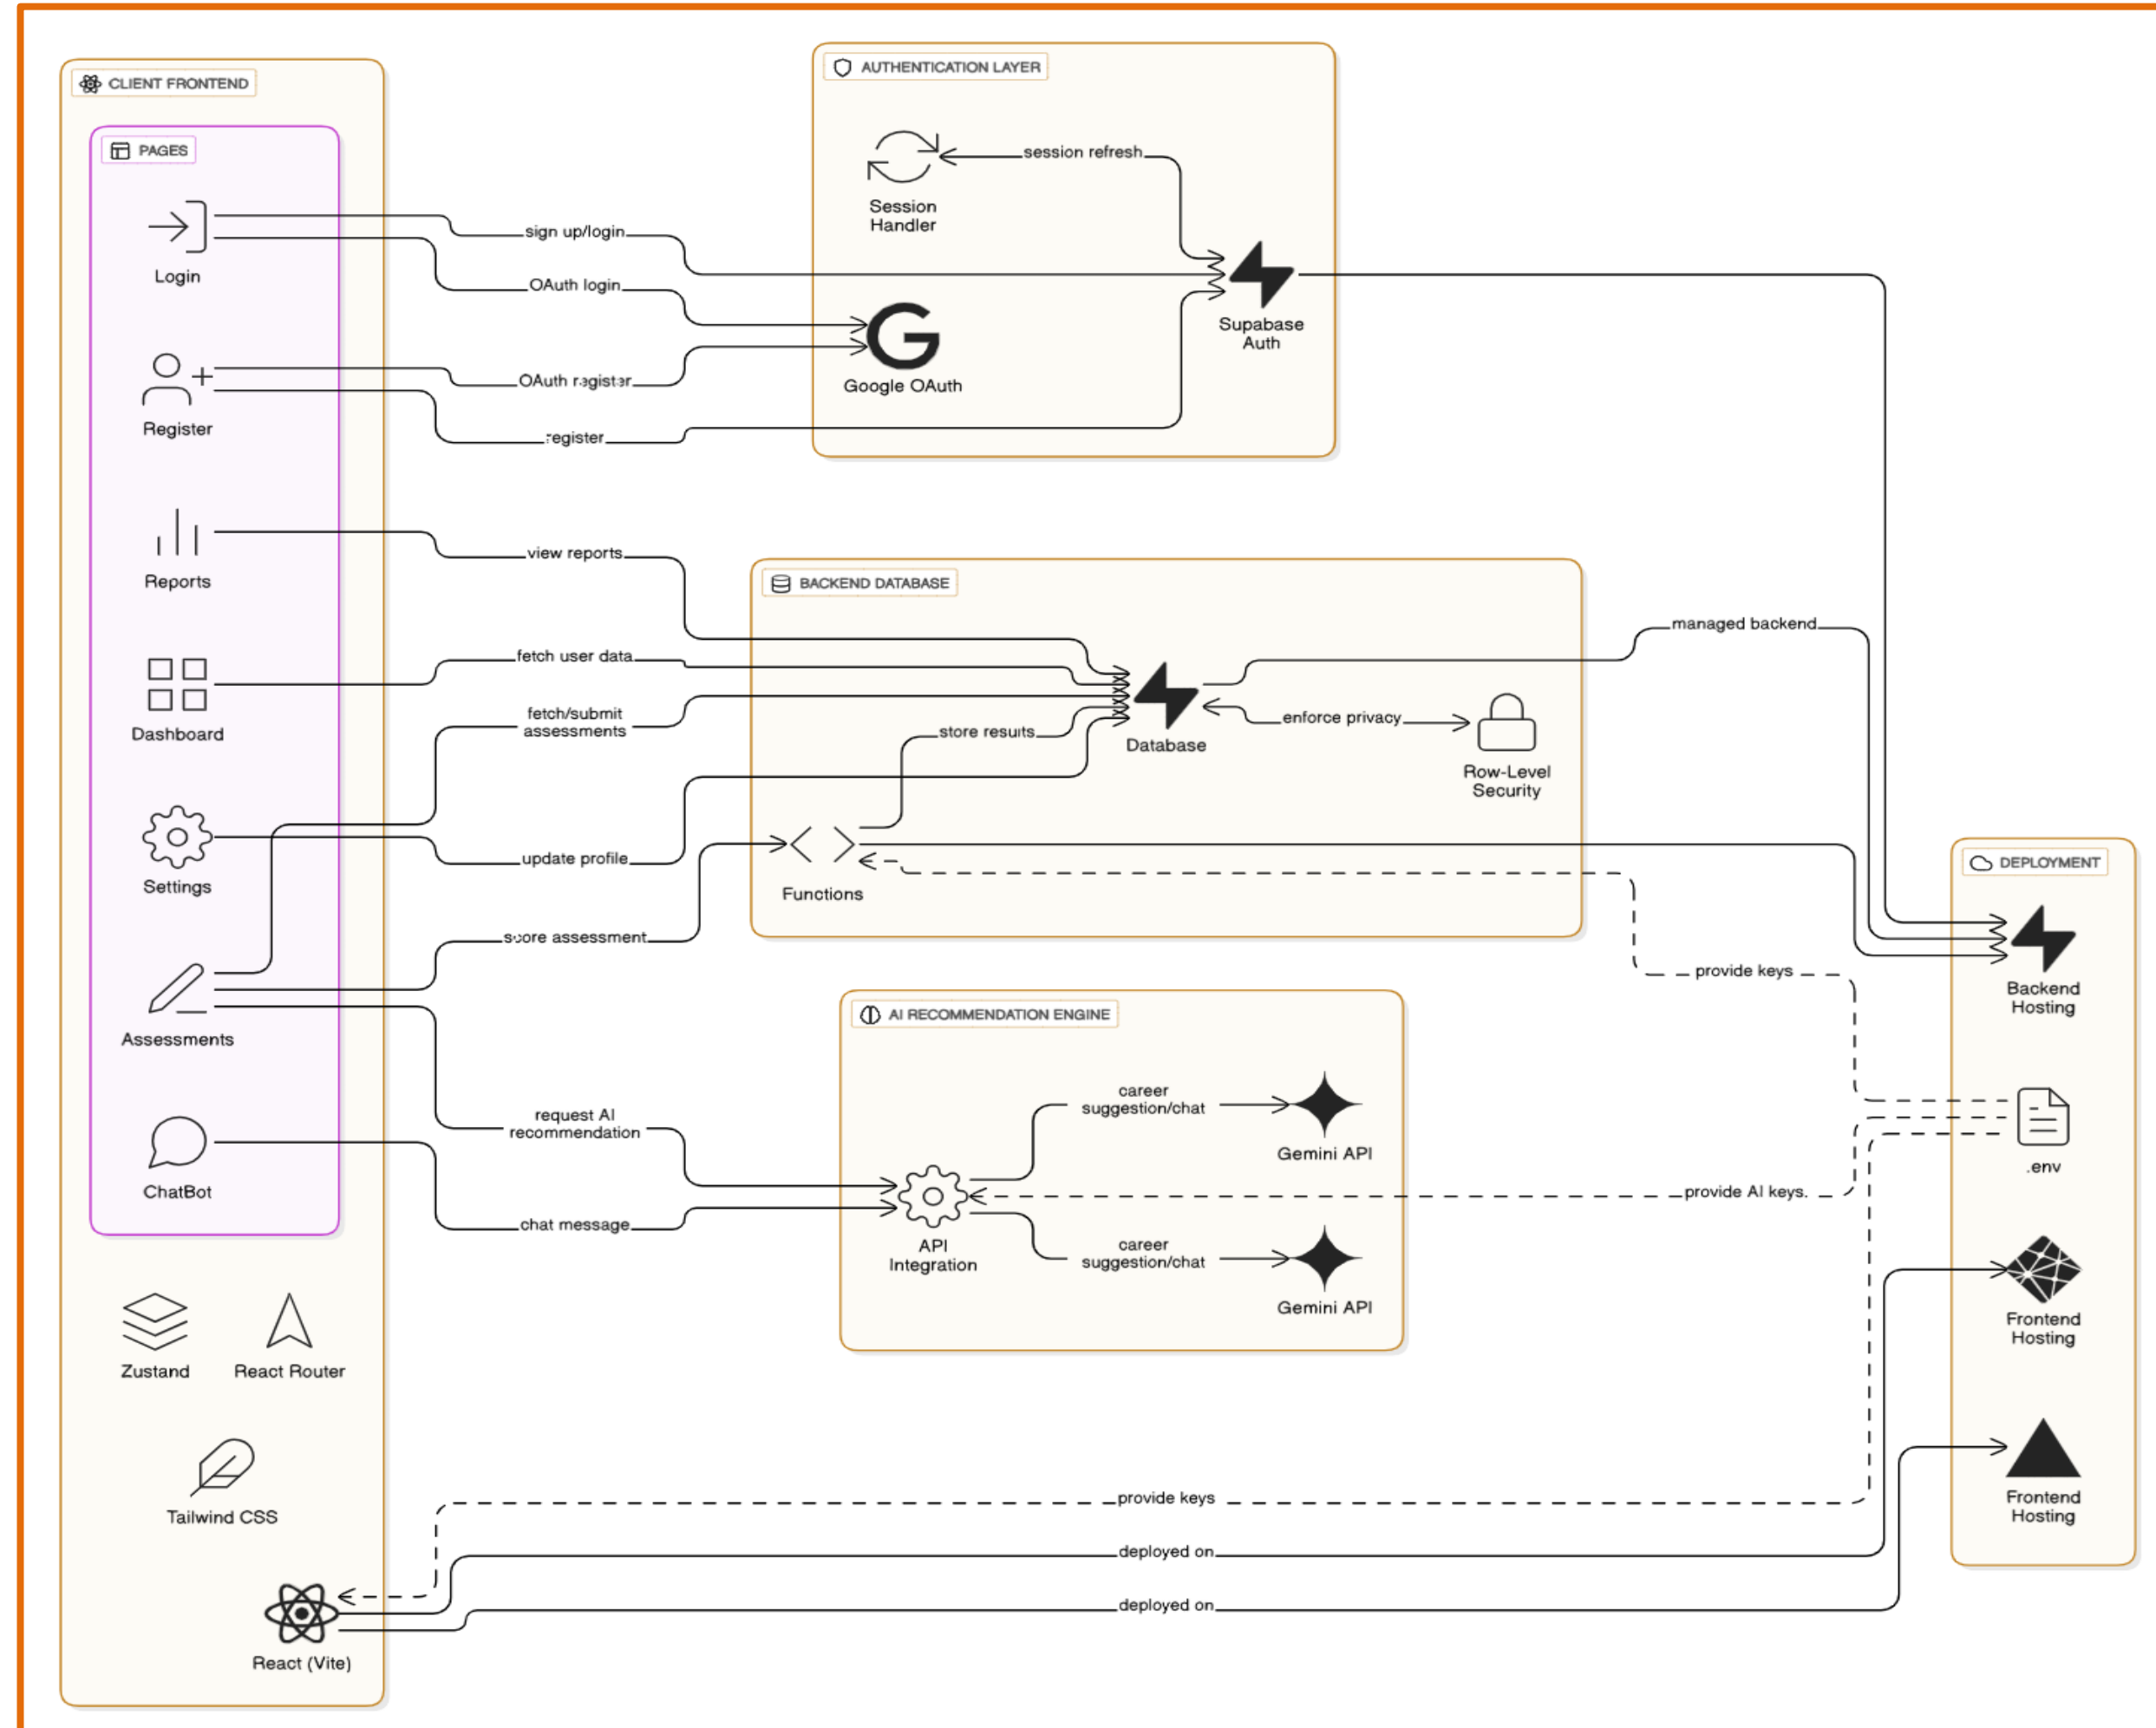 CLIENT FRONTEND
PAGES
Login
Register
Reports
Dashboard
Settings
Assessments
ChatBot
Zustand
React Router
Tailwind CSS
React (Vite)
sign up/login
OAuth login
OAuth register
register
view reports
fetch user data
fetch/submit
assessments
update profile
score assessment
request AI
recommendation
chat message
AUTHENTICATION LAYER
session refresh
Session
Handler
Supabase
Auth
Google OAuth
BACKEND DATABASE
store results
Database
enforce privacy
Row-Level
Security
Functions
managed backend
provide keys
AI RECOMMENDATION ENGINE
career
suggestion/chat
Gemini API
API
Integration
career
suggestion/chat
Gemini API
provide AI keys
provide keys
deployed on
deployed on
DEPLOYMENT
Backend
Hosting
.env
Frontend
Hosting
Frontend
Hosting